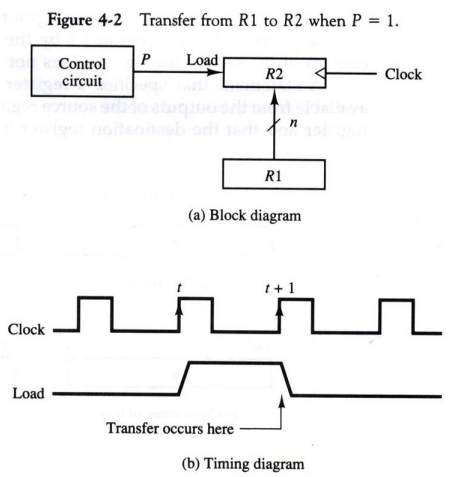 Figure 4-2 Transfer from R1 to R2 when P = 1.
Control
circuit
P
Load
R2
Clock
n
R1
(a) Block diagram
t
t + 1
Clock
Load
Transfer occurs here
(b) Timing diagram